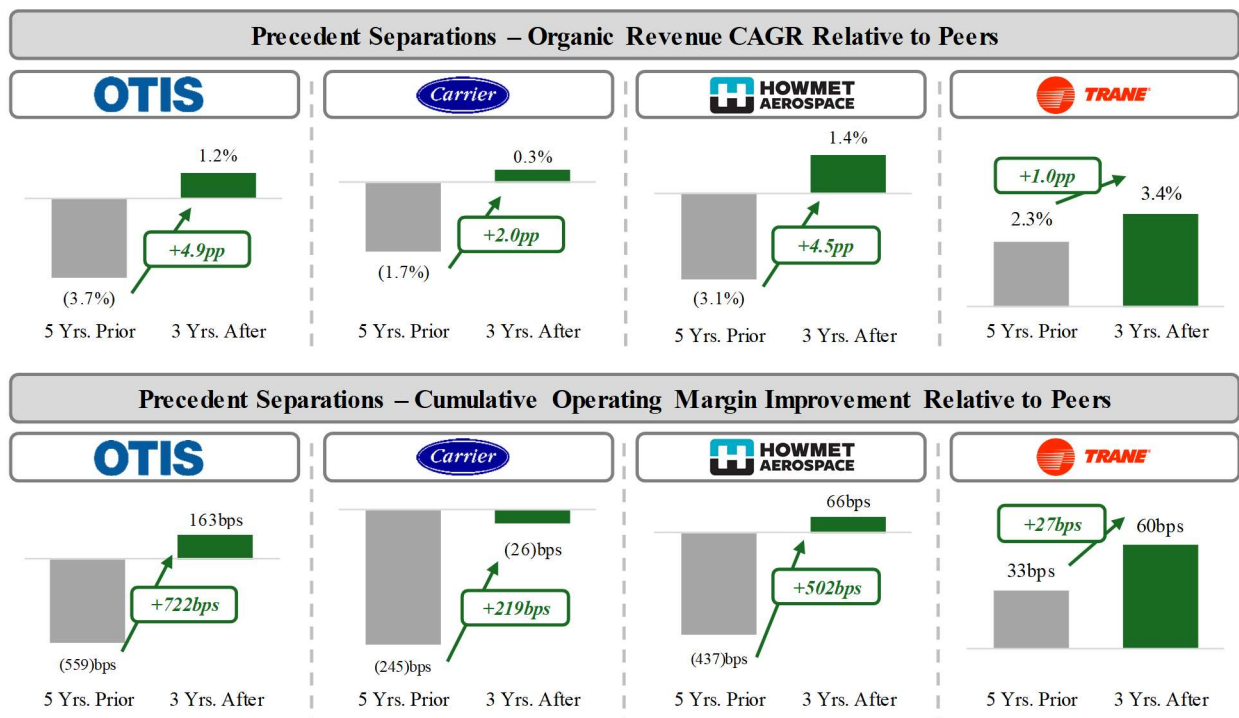 Precedent Separations – Organic Revenue CAGR Relative to Peers
OTIS
Carrier
HOWMET
AEROSPACE
TRANE
1.2%
+4.9pp
(3.7%)
5 Yrs. Prior 3 Yrs. After
0.3%
+2.0pp
(1.7%)
5 Yrs. Prior 3 Yrs. After
1.4%
+4.5pp
(3.1%)
5 Yrs. Prior 3 Yrs. After
+1.0pp
3.4%
2.3%
5 Yrs. Prior 3 Yrs. After
Precedent Separations – Cumulative Operating Margin Improvement Relative to Peers
OTIS
Carrier
HOWMET
AEROSPACE
TRANE
163bps
+722bps
(559)bps
5 Yrs. Prior 3 Yrs. After
(26)bps
+219bps
(245)bps
5 Yrs. Prior 3 Yrs. After
66bps
+502bps
(437)bps
5 Yrs. Prior 3 Yrs. After
+27bps
60bps
33bps
5 Yrs. Prior 3 Yrs. After